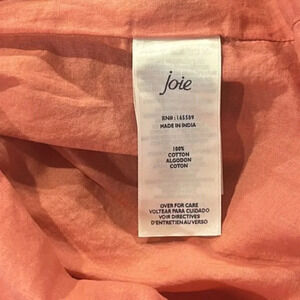 joie
RN#: 165589
MADE IN INDIA
100%
COTTON
ALGODON
COTON
OVER FOR CARE
VOLTEAR PARA CUIDADO
VOIR DIRECTIVES
D'ENTRETIEN AU VERSO